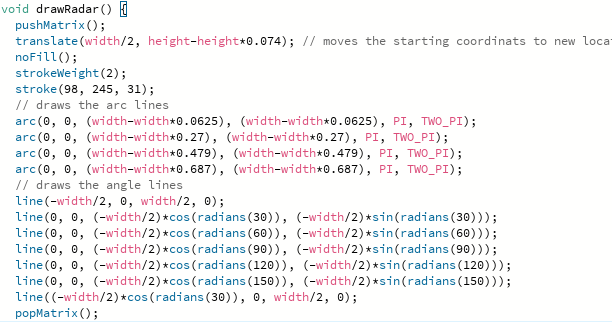 void drawRadar() {
pushMatrix();
translate(width/2, height-height*0.074); // moves the starting coordinats to new loca
noFill();
strokeWeight(2);
stroke(98, 245, 31);
// draws the arc lines
arc(0, 0, (width-width*0.0625), (width-width*0.0625), PI, TWO_PI);
arc(0, 0, (width-width*0.27), (width-width*0.27), PI, TWO_PI);
arc(0, 0, (width-width*0.479), (width-width*0.479), PI, TWO_PI);
arc(0, 0, (width-width*0.687), (width-width*0.687), PI, TWO_PI);
// draws the angle lines
line(-width/2, 0, width/2, 0);
line(0, 0, (-width/2)*cos(radians(30)), (-width/2)*sin(radians(30)));
line(0, 0, (-width/2)*cos(radians(60)), (-width/2)*sin(radians(60)));
line(0, 0, (-width/2)*cos(radians(90)), (-width/2)*sin(radians(90)));
line(0, 0, (-width/2)*cos(radians(120)), (-width/2)*sin(radians(120)));
line(0, 0, (-width/2)*cos(radians(150)), (-width/2)*sin(radians(150)));
line((-width/2)*cos(radians(30)), 0, width/2, 0);
popMatrix();